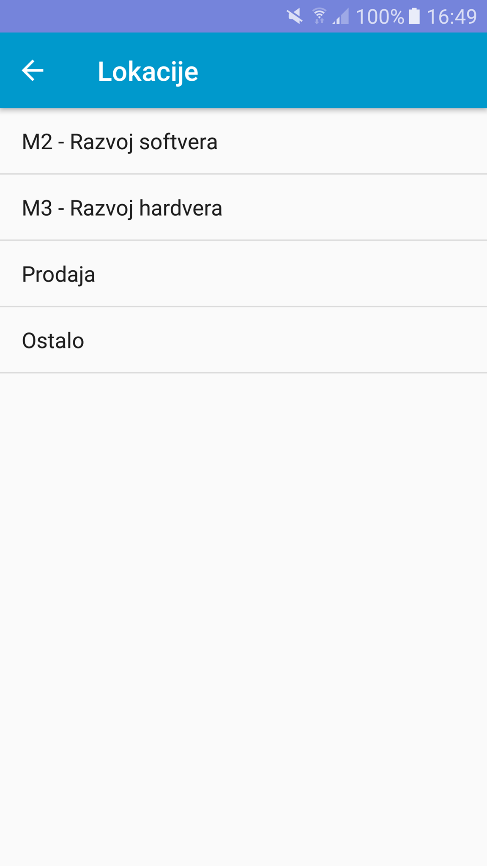 100% 16:49
Lokacije
M2 - Razvoj softvera
M3 - Razvoj hardvera
Prodaja
Ostalo